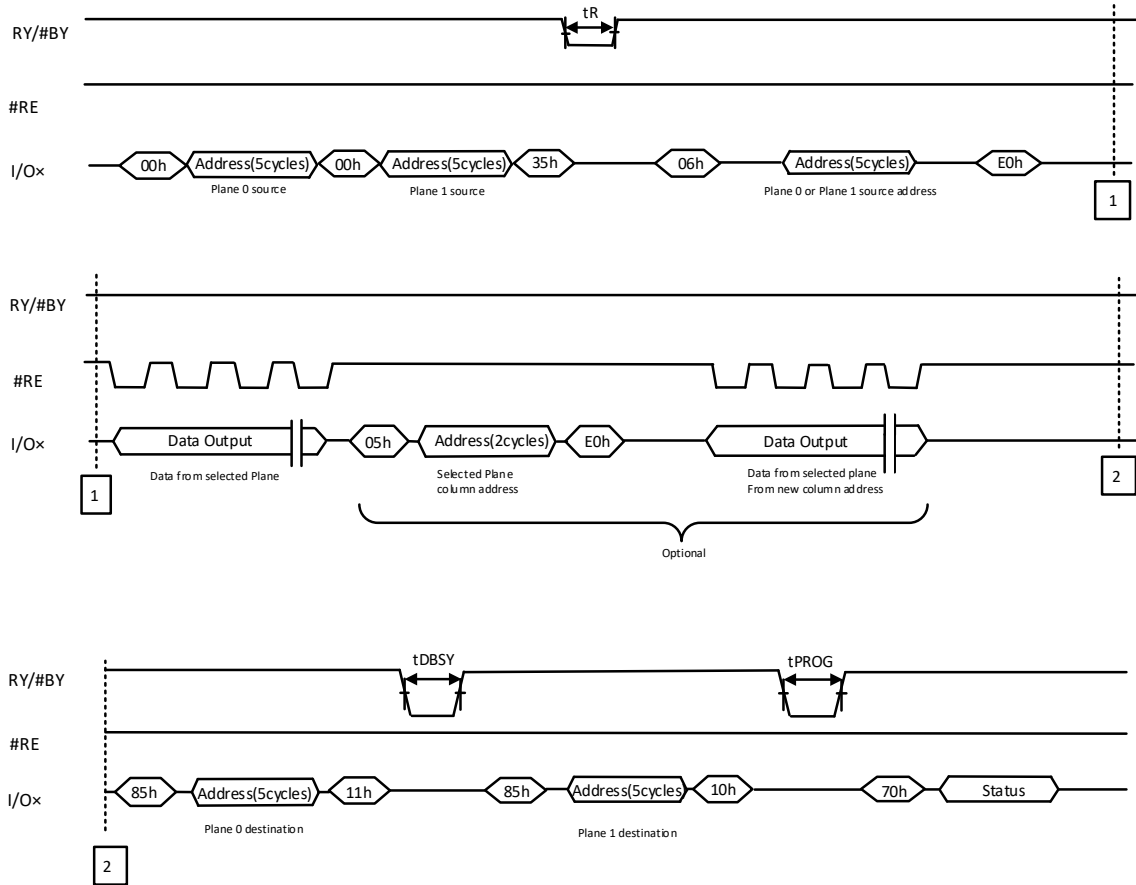 tR
RY/#BY
#RE
I/O×
00h
Address(5cycles)
00h
Address(5cycles)
35h
06h
Address(5cycles)
E0h
Plane 0 source
Plane 1 source
Plane 0 or Plane 1 source address
1
RY/#BY
#RE
I/O×
Data Output
05h
Address(2cycles)
E0h
Data Output
Data from selected Plane
Selected Plane
column address
Data from selected plane
From new column address
1
2
Optional
tDBSY
tPROG
RY/#BY
#RE
I/O×
85h
Address(5cycles)
11h
85h
Address(5cycles
10h
70h
Status
Plane 0 destination
Plane 1 destination
2